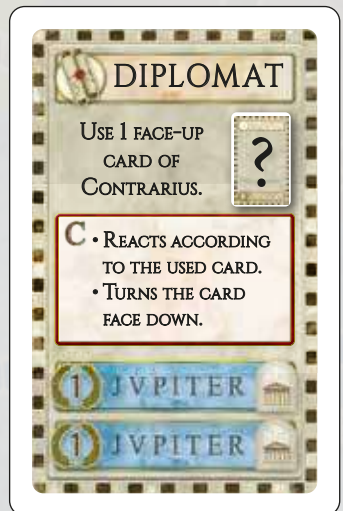 DIPLOMAT
USE 1 FACE-UP
CARD OF
CONTRARIUS.
?
C • REACTS ACCORDING
TO THE USED CARD.
• TURNS THE CARD
FACE DOWN.
1 JVPITER
1 JVPITER